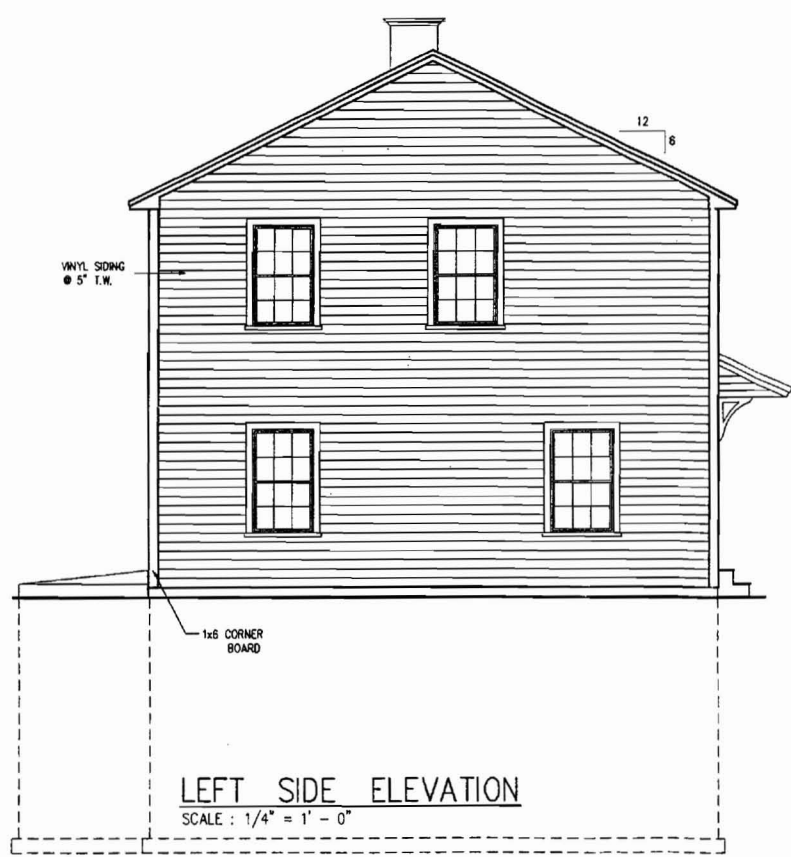 12
6
VINYL SIDING
@ 5" T.W.
1x6 CORNER
BOARD
LEFT SIDE ELEVATION
SCALE : 1/4" = 1' - 0"